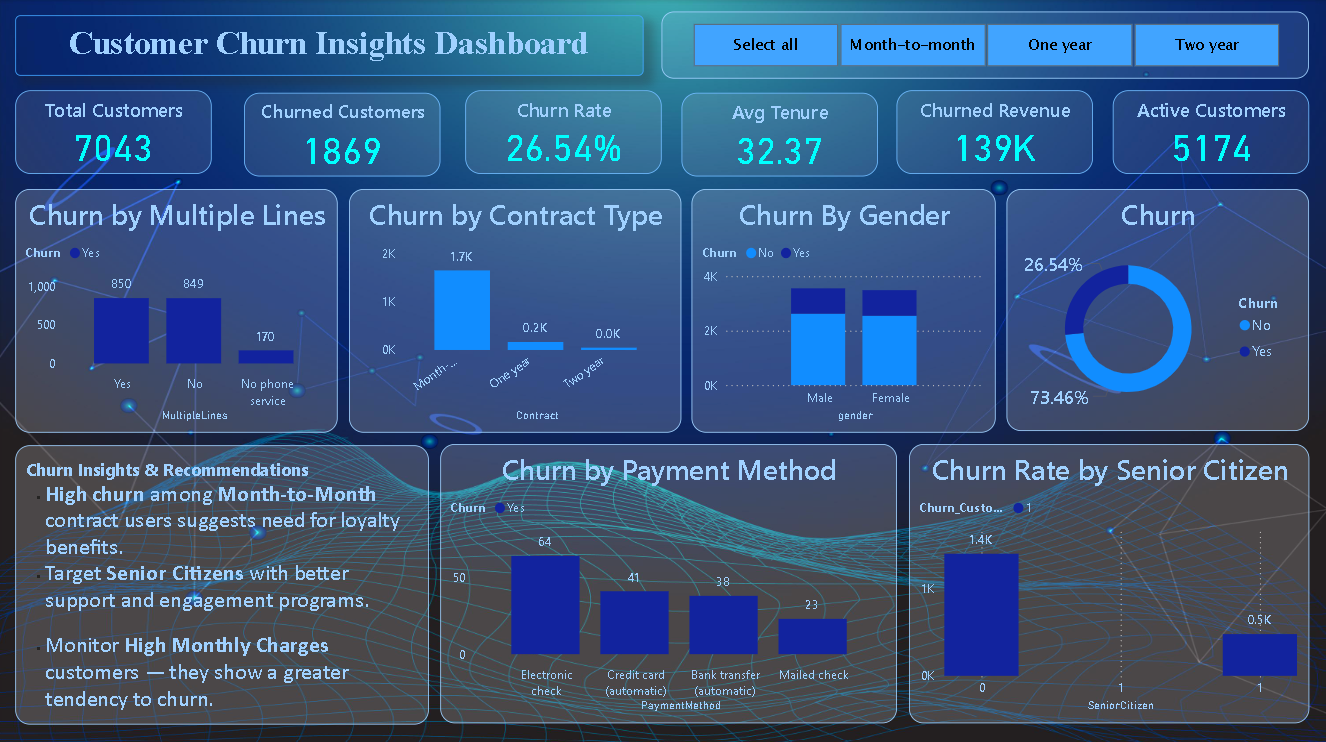 Customer Churn Insights Dashboard
Select all
Month-to-month
One year
Two year
Total Customers
7043
Churned Customers
1869
Churn Rate
26.54%
Avg Tenure
32.37
Churned Revenue
139K
Active Customers
5174
Churn by Multiple Lines
Churn Yes
1,000
500
0
850
849
170
Yes
No
No phone
service
MultipleLines
Churn by Contract Type
2K
1K
0K
1.7K
0.2K
0.0K
Month-...
One year
Two year
Contract
Churn By Gender
Churn No Yes
4K
2K
0K
Male
Female
gender
Churn
26.54%
73.46%
Churn
No
Yes
Churn Insights & Recommendations
High churn among Month-to-Month
contract users suggests need for loyalty
benefits.
Target Senior Citizens with better
support and engagement programs.
Monitor High Monthly Charges
customers — they show a greater
tendency to churn.
Churn by Payment Method
Churn Yes
50
0
64
41
38
23
Electronic
check
Credit card
(automatic)
Bank transfer
(automatic)
Mailed check
PaymentMethod
Churn Rate by Senior Citizen
Churn_Custo... 1
1K
0K
1.4K
0.5K
0
1
1
SeniorCitizen